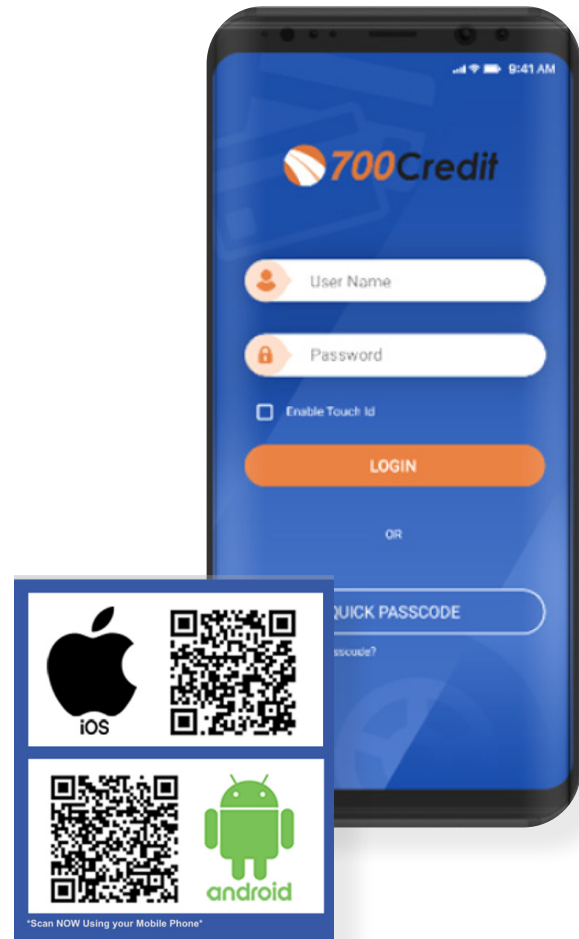 9:41 AM
700Credit
User Name
Password
Enable Touch Id
LOGIN
OR
QUICK PASSCODE
iOS
android
*Scan NOW Using your Mobile Phone*